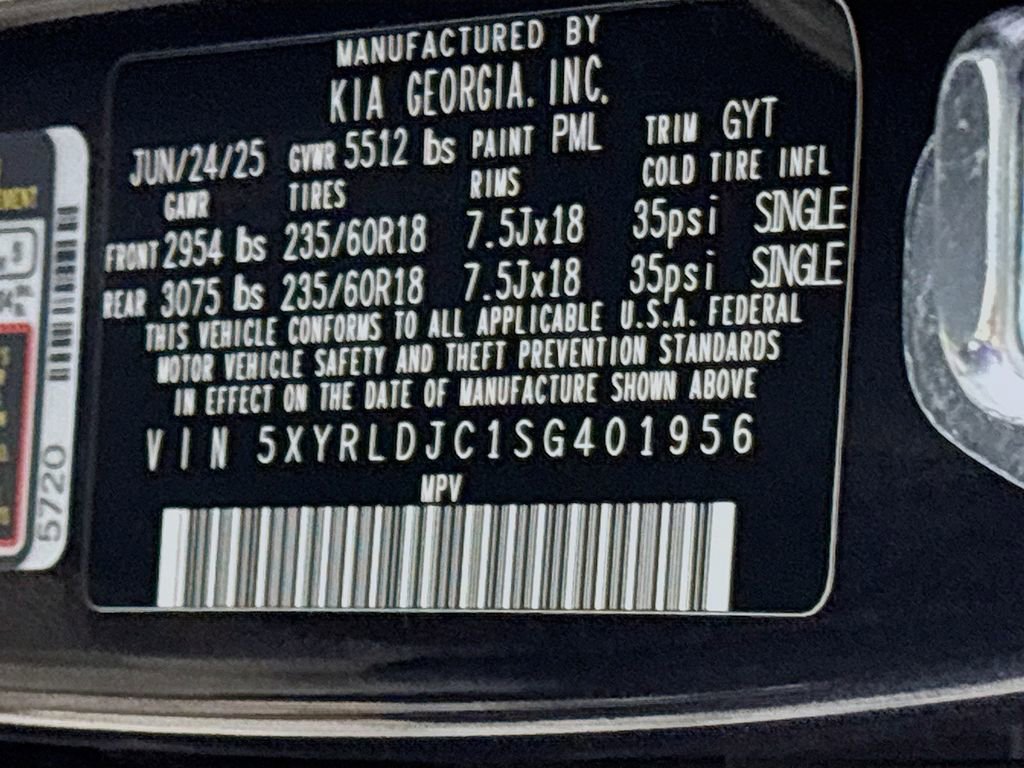 MANUFACTURED BY
KIA GEORGIA. INC.
JUN/24/25 GVWR 5512 lbs PAINT PML TRIM GYT
GAWR TIRES RIMS COLD TIRE INFL
FRONT 2954 lbs 235/60R18 7.5Jx18 35psi SINGLE
REAR 3075 lbs 235/60R18 7.5Jx18 35psi SINGLE
THIS VEHICLE CONFORMS TO ALL APPLICABLE U.S.A. FEDERAL
MOTOR VEHICLE SAFETY AND THEFT PREVENTION STANDARDS
IN EFFECT ON THE DATE OF MANUFACTURE SHOWN ABOVE
VIN 5XYRLDJC1SG401956
MPV
5720